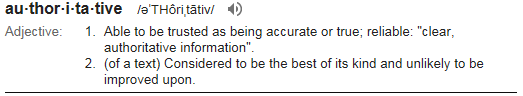 au·thor·i·ta·tive /əˈTHôriˌtātiv/
Adjective: 1. Able to be trusted as being accurate or true; reliable: "clear,
authoritative information".
2. (of a text) Considered to be the best of its kind and unlikely to be
improved upon.